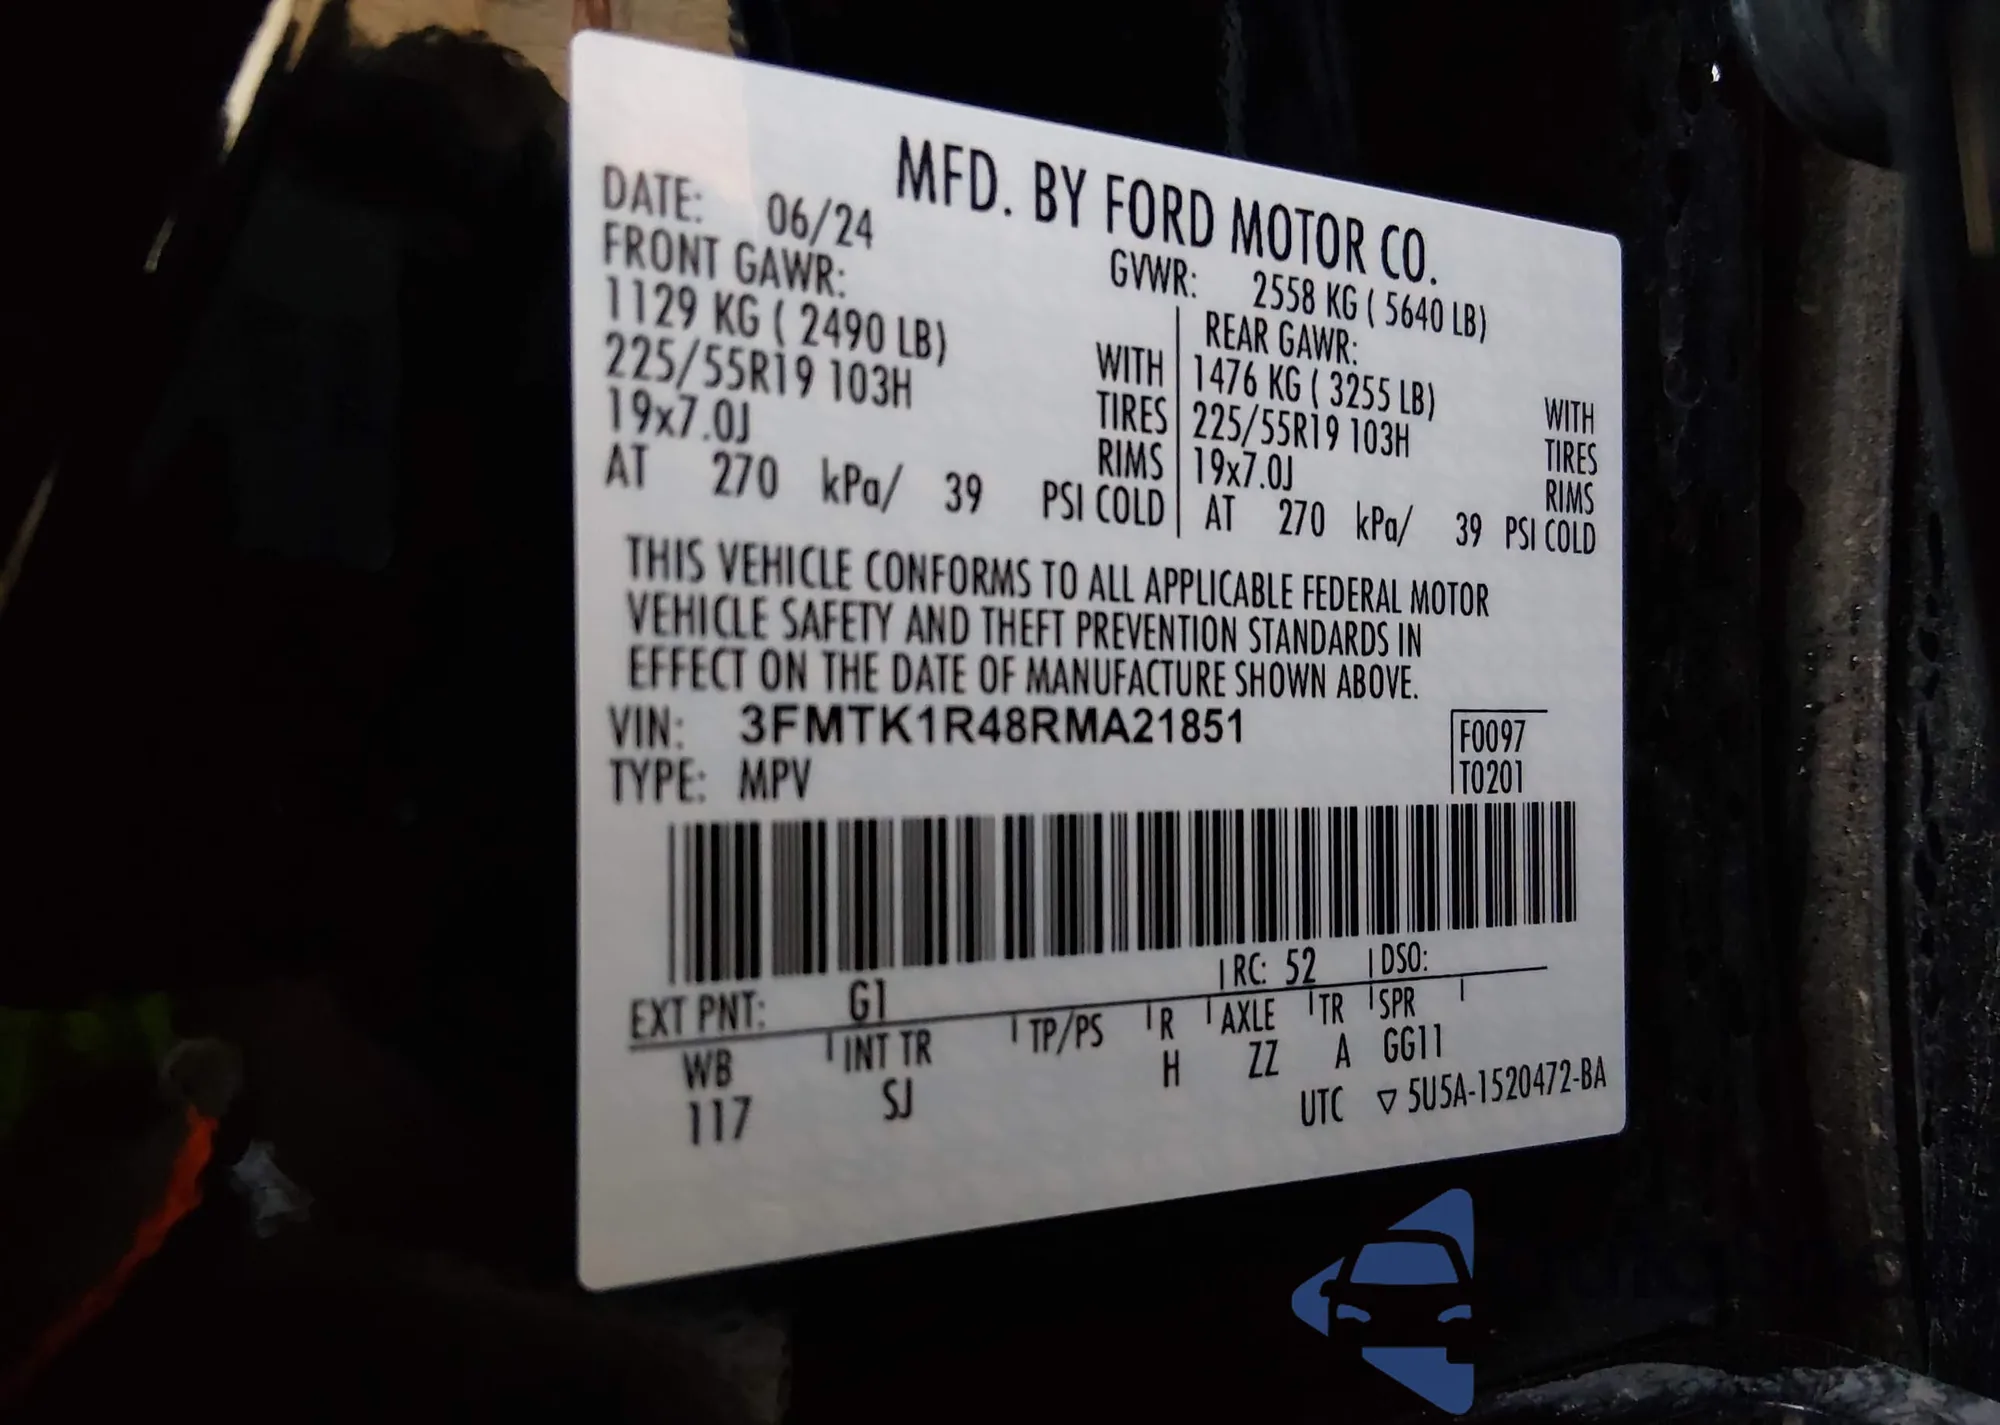 MFD. BY FORD MOTOR CO.
DATE: 06/24 GVWR: 2558 KG ( 5640 LB)
FRONT GAWR: REAR GAWR:
1129 KG ( 2490 LB) WITH 1476 KG ( 3255 LB) WITH
225/55R19 103H TIRES 225/55R19 103H TIRES
19x7.0J RIMS 19x7.0J RIMS
AT 270 kPa/ 39 PSI COLD AT 270 kPa/ 39 PSI COLD
THIS VEHICLE CONFORMS TO ALL APPLICABLE FEDERAL MOTOR
VEHICLE SAFETY AND THEFT PREVENTION STANDARDS IN
EFFECT ON THE DATE OF MANUFACTURE SHOWN ABOVE.
VIN: 3FMTK1R48RMA21851 F0097
TYPE: MPV T0201
EXT PNT: G1 RC: 52 DSO:
WB INT TR TP/PS R AXLE TR SPR
117 SJ H ZZ A GG11
UTC ▽ 5U5A-1520472-BA